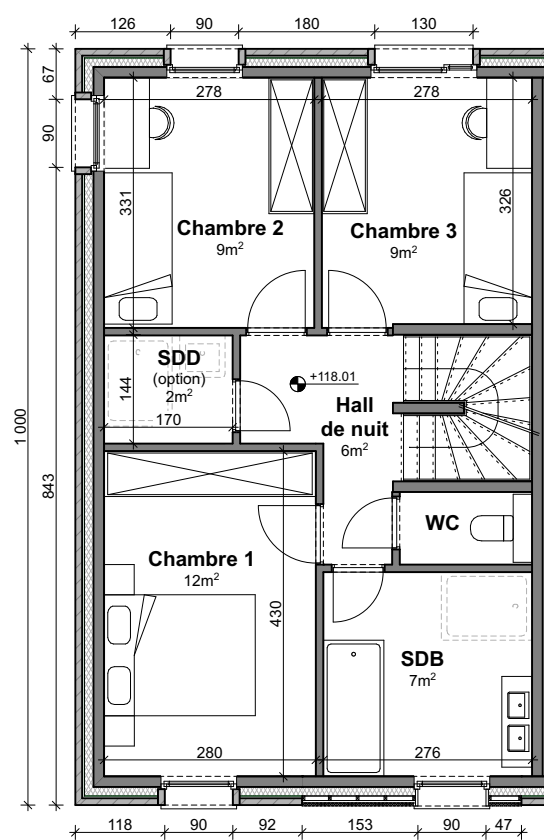 126 90 180 130
67
90
278 278
331
326
Chambre 2
9m²
Chambre 3
9m²
SDD
(option)
2m²
144
170
+118.01
Hall
de nuit
6m²
1 000
843
WC
Chambre 1
12m²
430
SDB
7m²
280 276
118 90 92 153 90 47